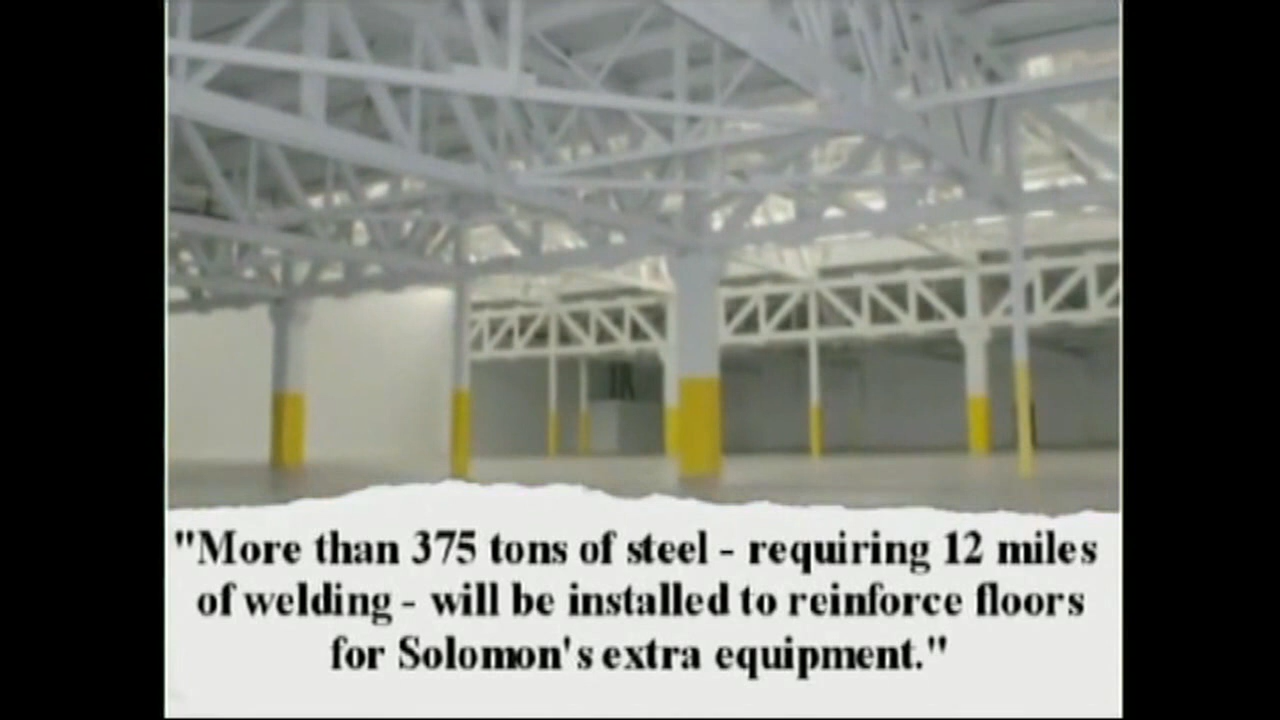 "More than 375 tons of steel - requiring 12 miles
of welding - will be installed to reinforce floors
for Solomon's extra equipment."